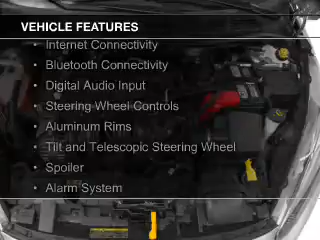 VEHICLE FEATURES
• Internet Connectivity
• Bluetooth Connectivity
• Digital Audio Input
• Steering Wheel Controls
• Aluminum Rims
• Tilt and Telescopic Steering Wheel
• Spoiler
• Alarm System